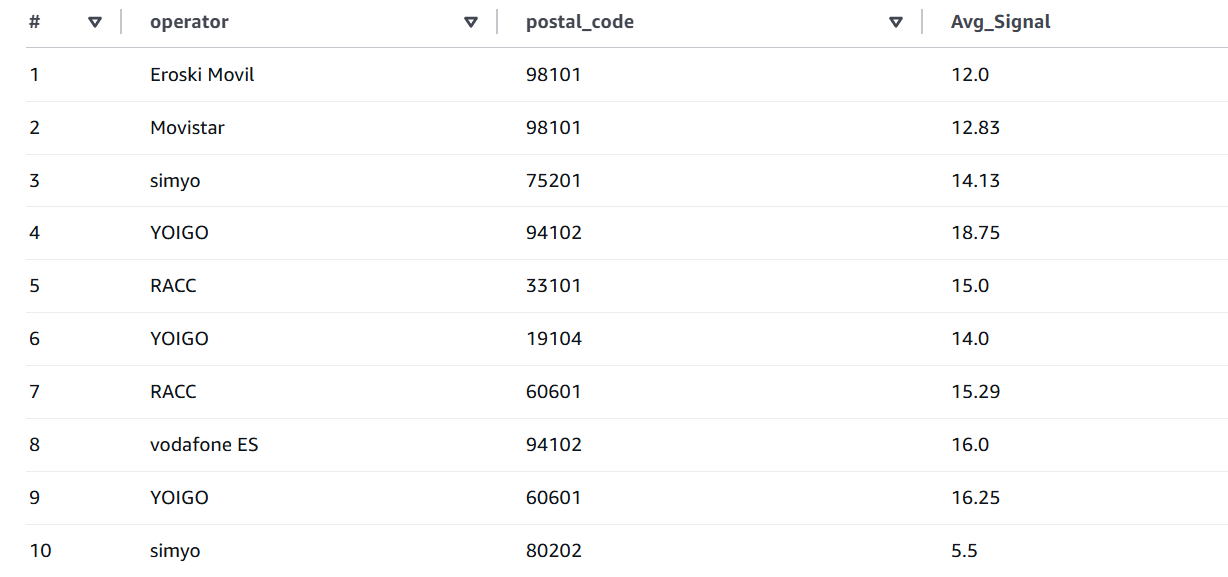 # operator postal_code Avg_Signal
1 Eroski Movil 98101 12.0
2 Movistar 98101 12.83
3 simyo 75201 14.13
4 YOIGO 94102 18.75
5 RACC 33101 15.0
6 YOIGO 19104 14.0
7 RACC 60601 15.29
8 vodafone ES 94102 16.0
9 YOIGO 60601 16.25
10 simyo 80202 5.5